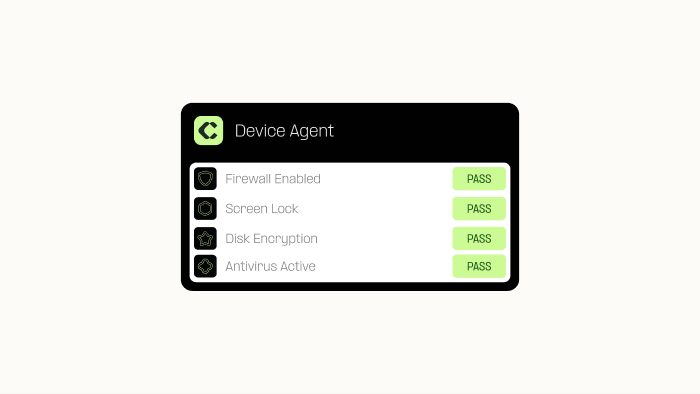 Device Agent
Firewall Enabled PASS
Screen Lock PASS
Disk Encryption PASS
Antivirus Active PASS